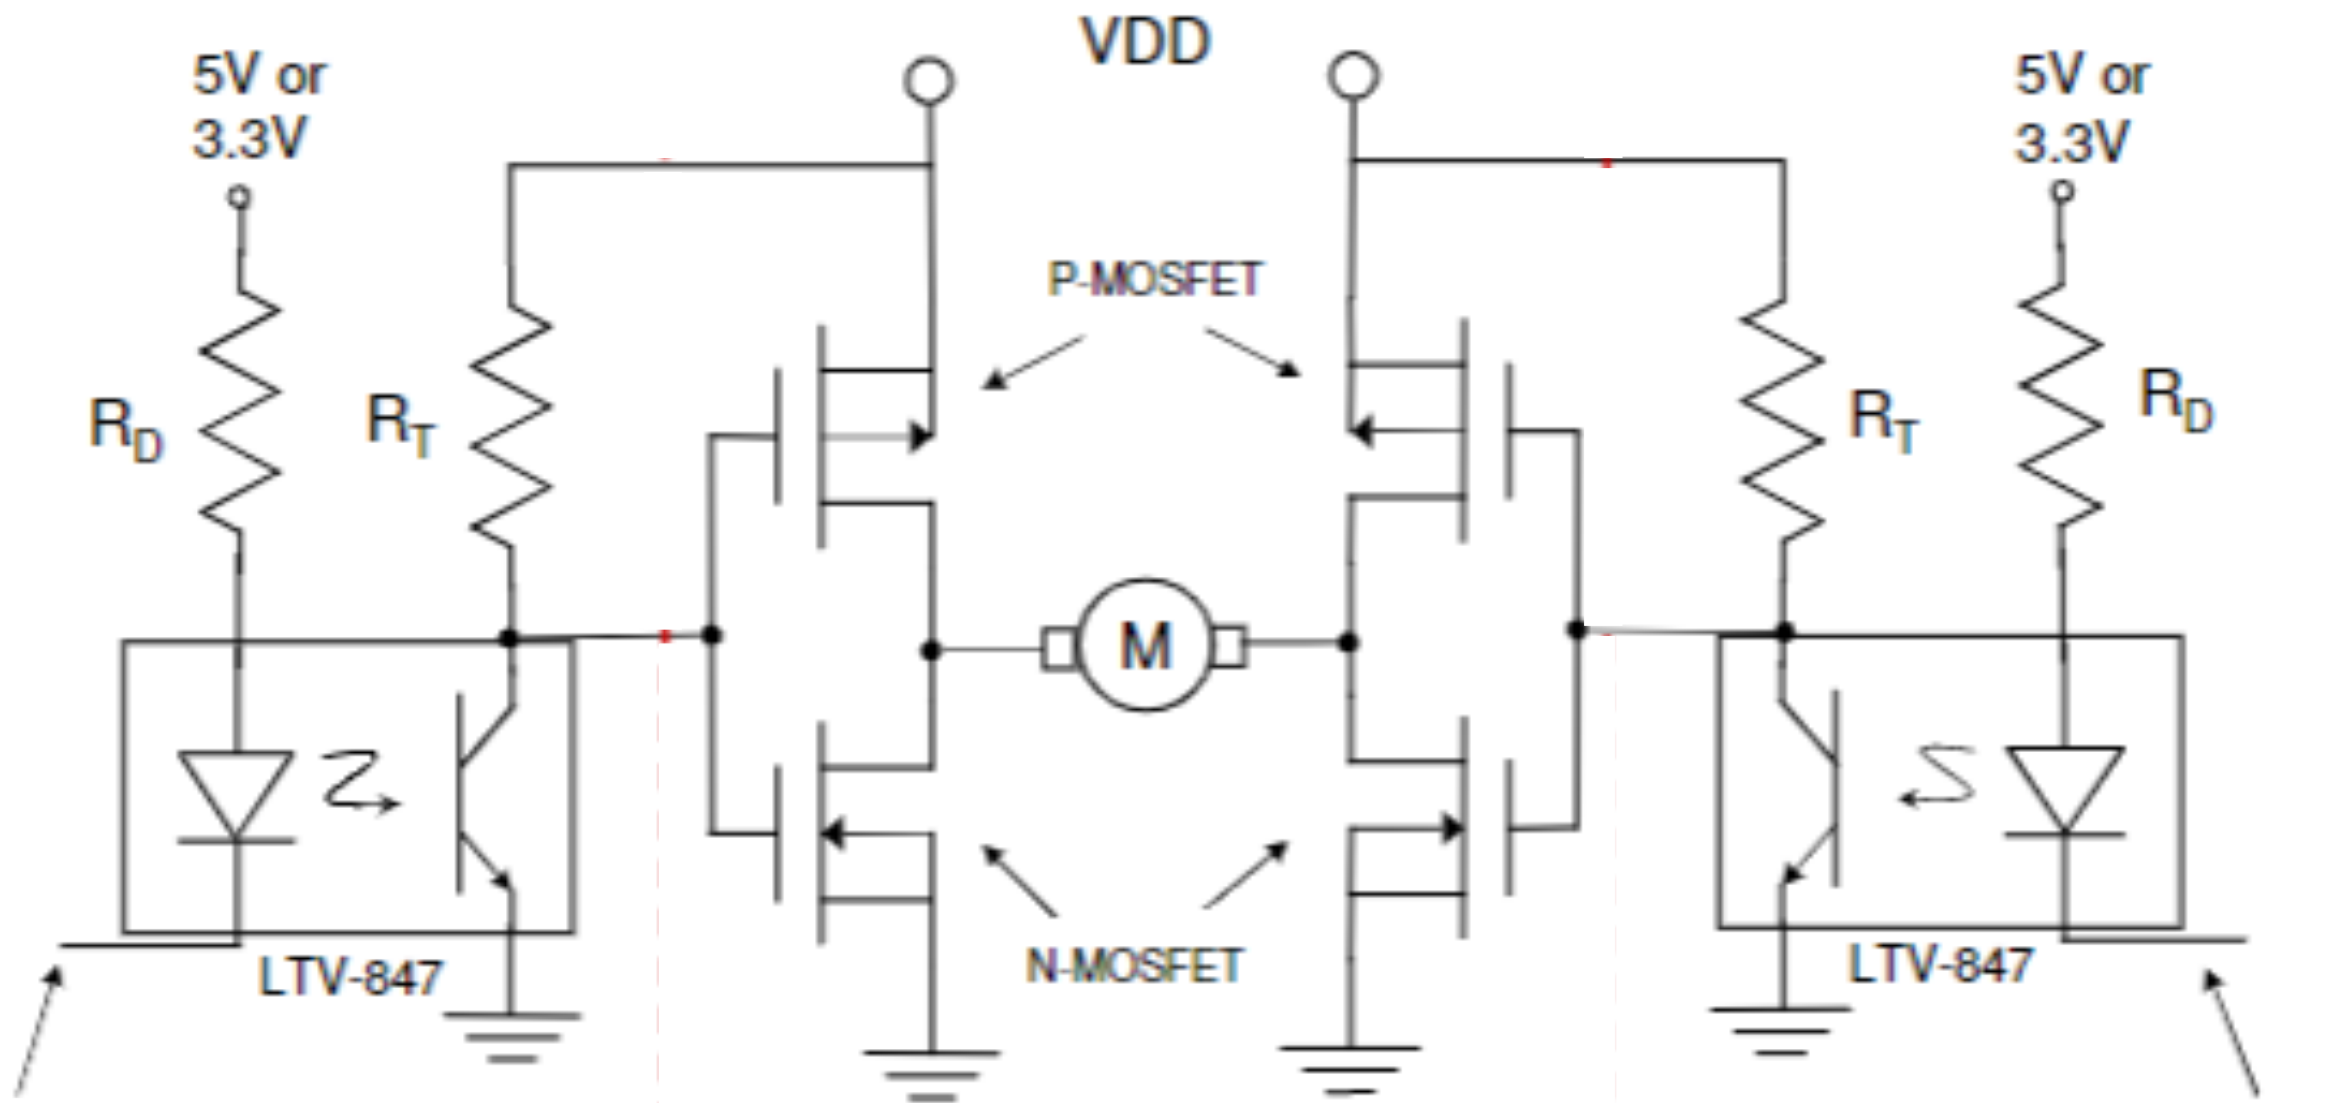 VDD
5V or
3.3V
5V or
3.3V
P-MOSFET
RD
RT
RT
RD
M
LTV-847
N-MOSFET
LTV-847